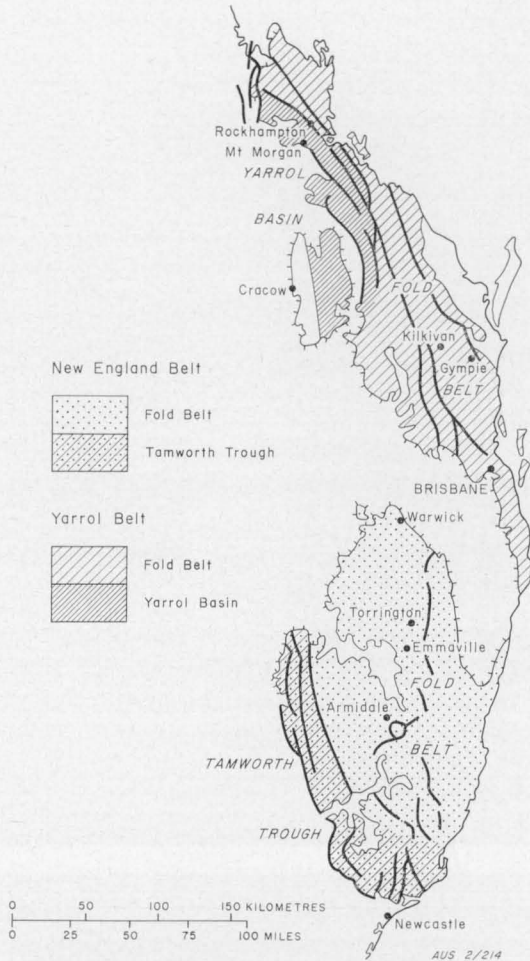 Rockhampton
Mt Morgan
YARROL
BASIN
Cracow
FOLD
Kilkivan
Gympie
BELT
New England Belt
Fold Belt
Tamworth Trough
BRISBANE
Yarrol Belt
Warwick
Fold Belt
Yarrol Basin
Torrington
Emmaville
FOLD
Armidale
BELT
TAMWORTH
TROUGH
0 50 100 150 KILOMETRES
0 25 50 75 100 MILES
Newcastle
AUS 2/214